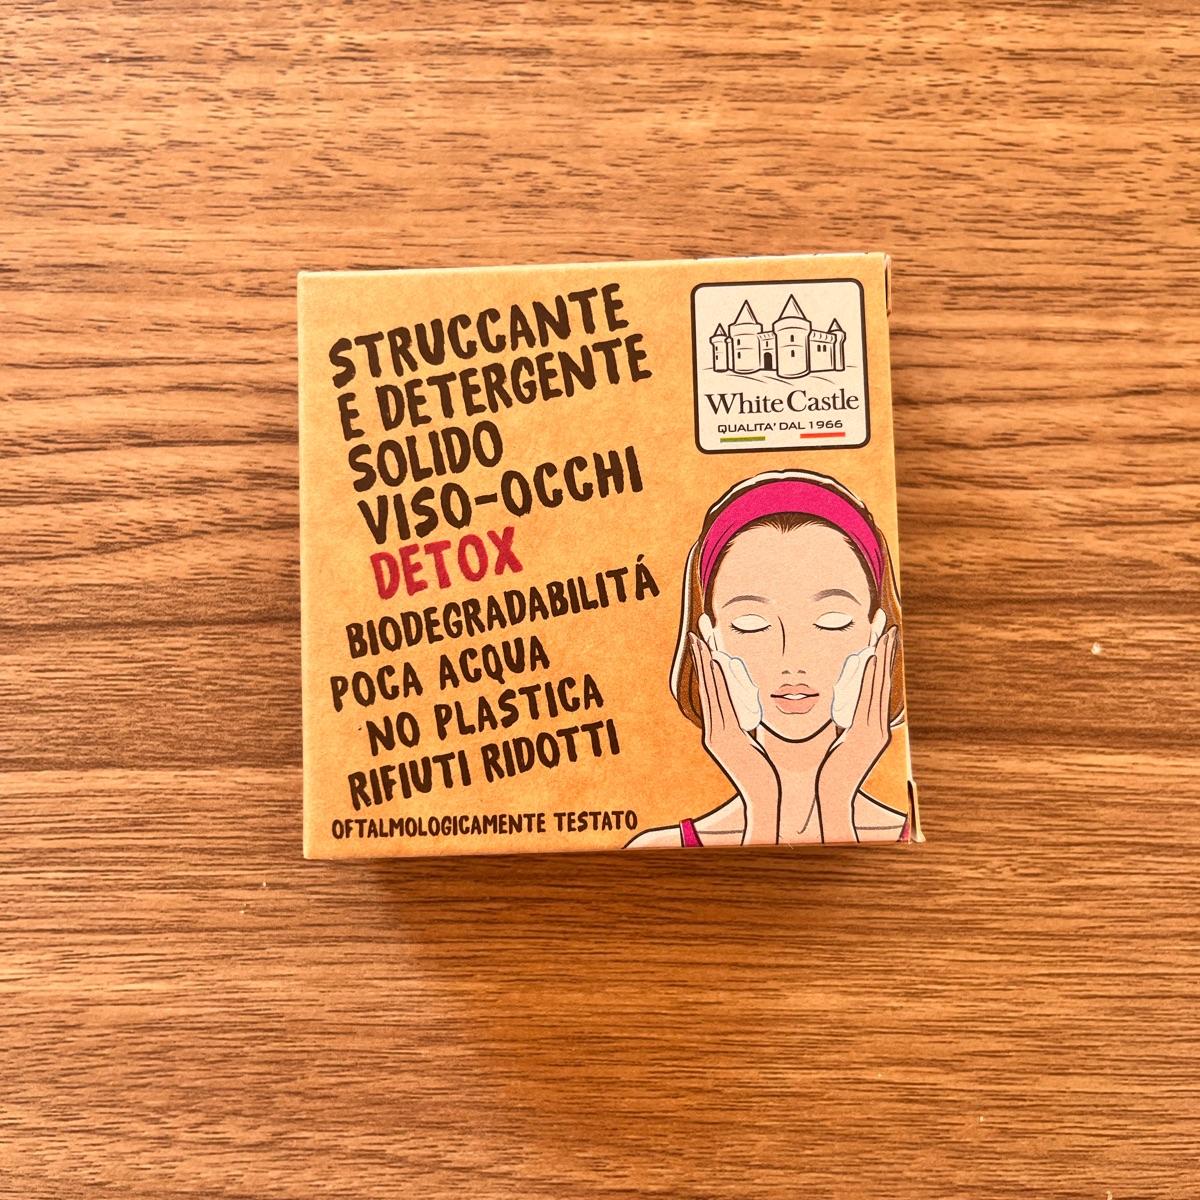 STRUCCANTE
E DETERGENTE
SOLIDO
VISO-OCCHI
DETOX
BIODEGRADABILITÁ
POCA ACQUA
NO PLASTICA
RIFIUTI RIDOTTI
OFTALMOLOGICAMENTE TESTATO
White Castle
QUALITA' DAL 1966